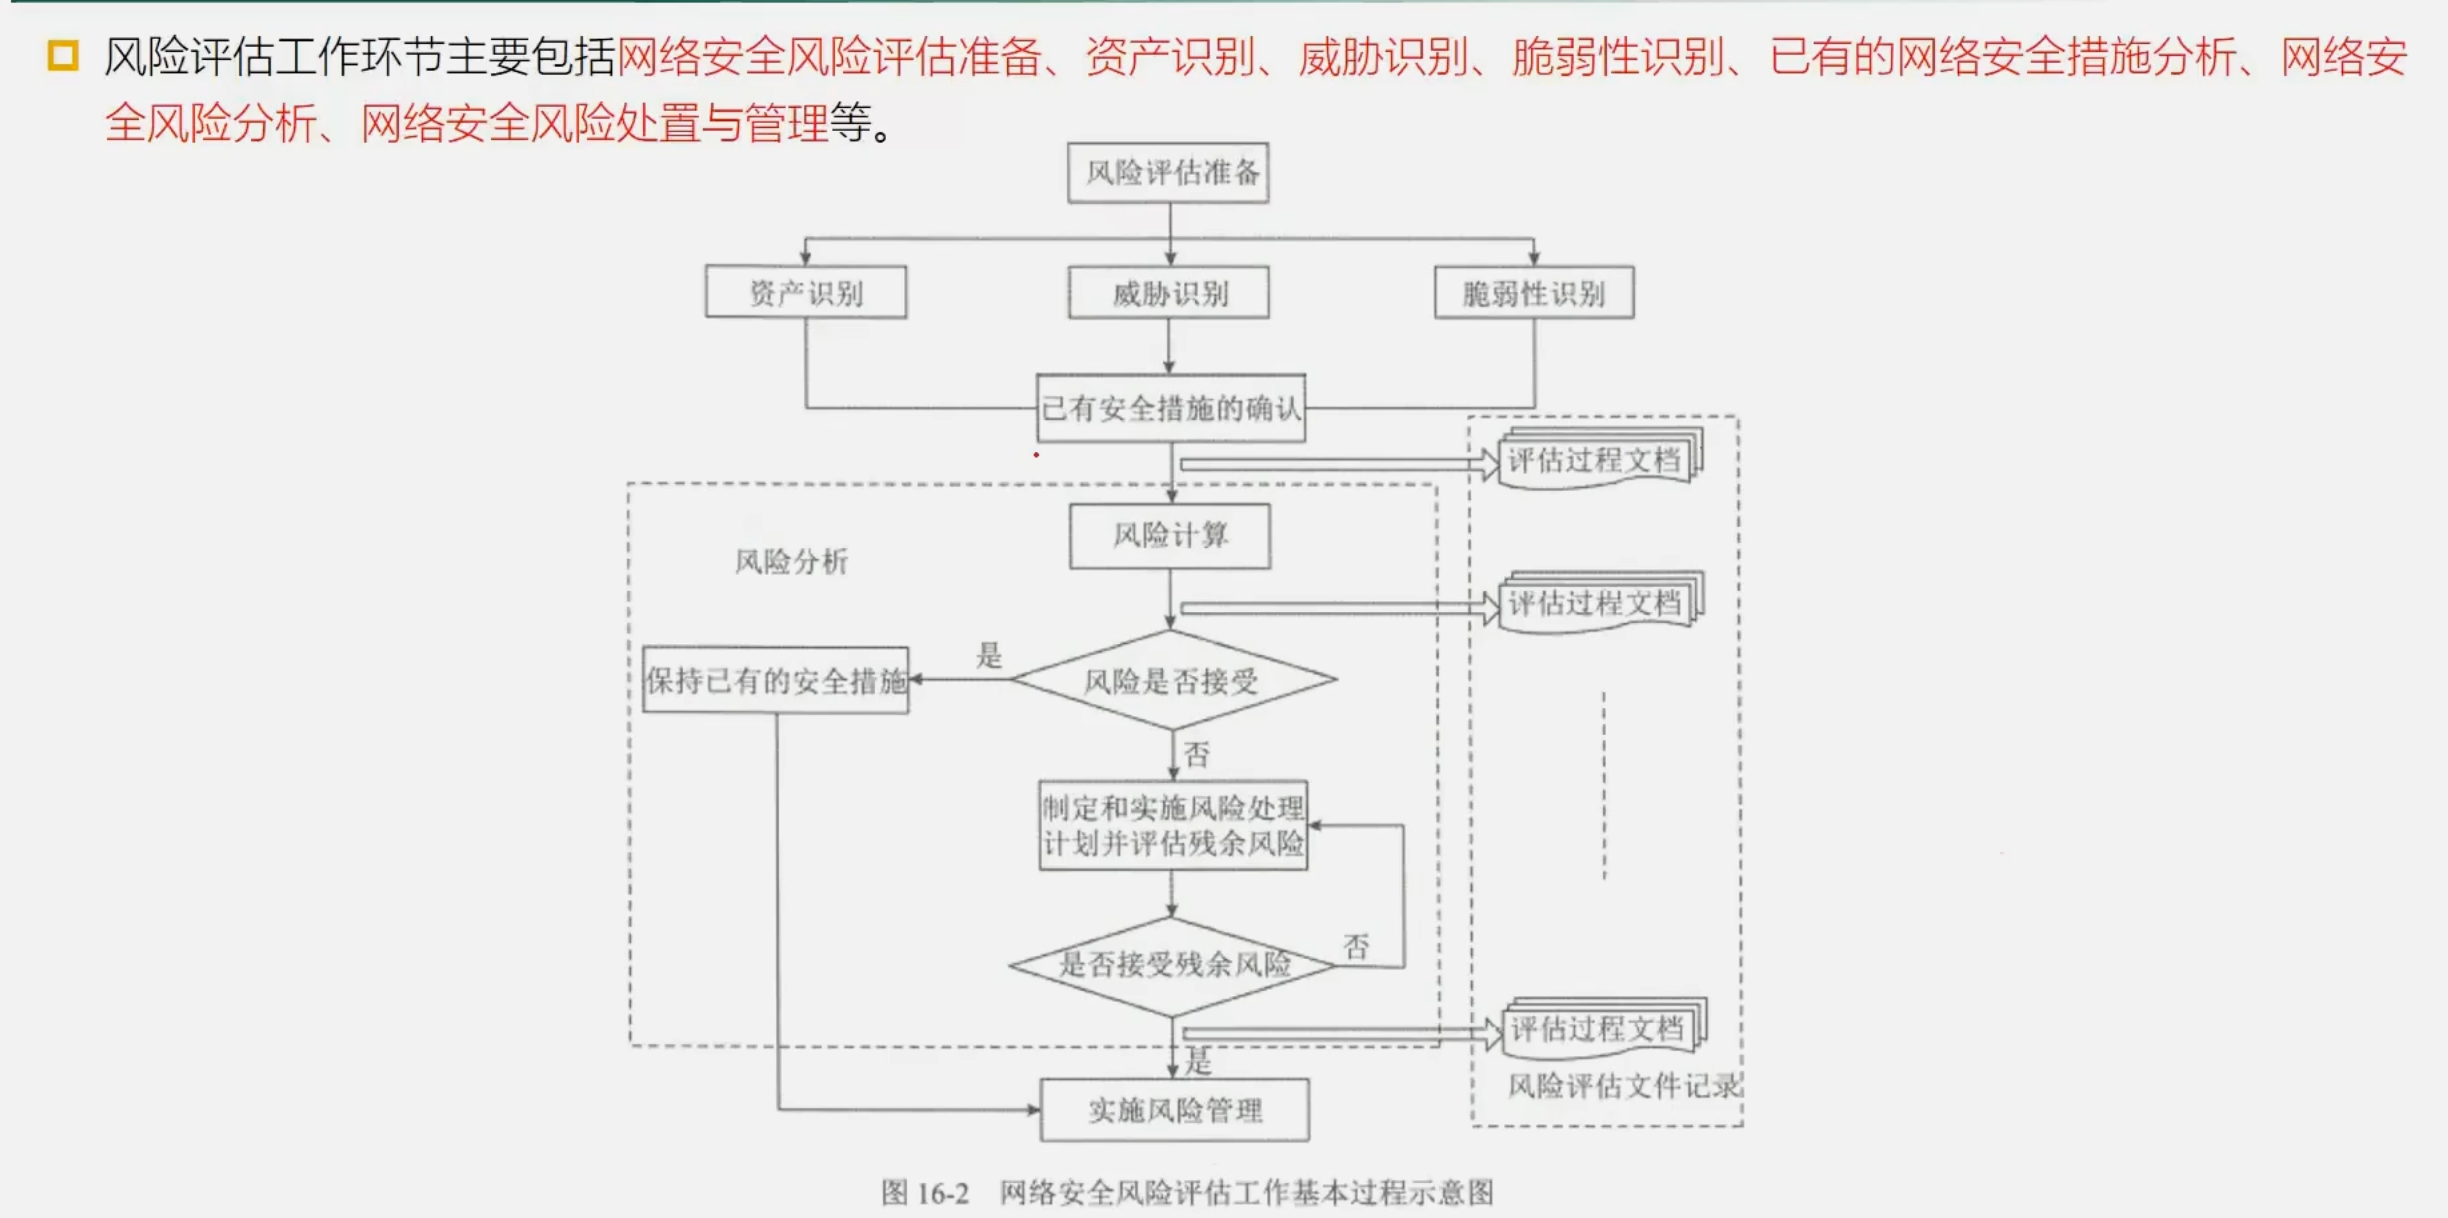 风险评估工作环节主要包括网络安全风险评估准备、资产识别、威胁识别、脆弱性识别、已有的网络安全措施分析、网络安
全风险分析、网络安全风险处置与管理等。
风险评估准备
资产识别
威胁识别
脆弱性识别
已有安全措施的确认
评估过程文档
风险计算
风险分析
评估过程文档
是
保持已有的安全措施
风险是否接受
否
制定和实施风险处理
计划并评估残余风险
是否接受残余风险
否
评估过程文档
是
风险评估文件记录
实施风险管理
图 16-2 网络安全风险评估工作基本过程示意图